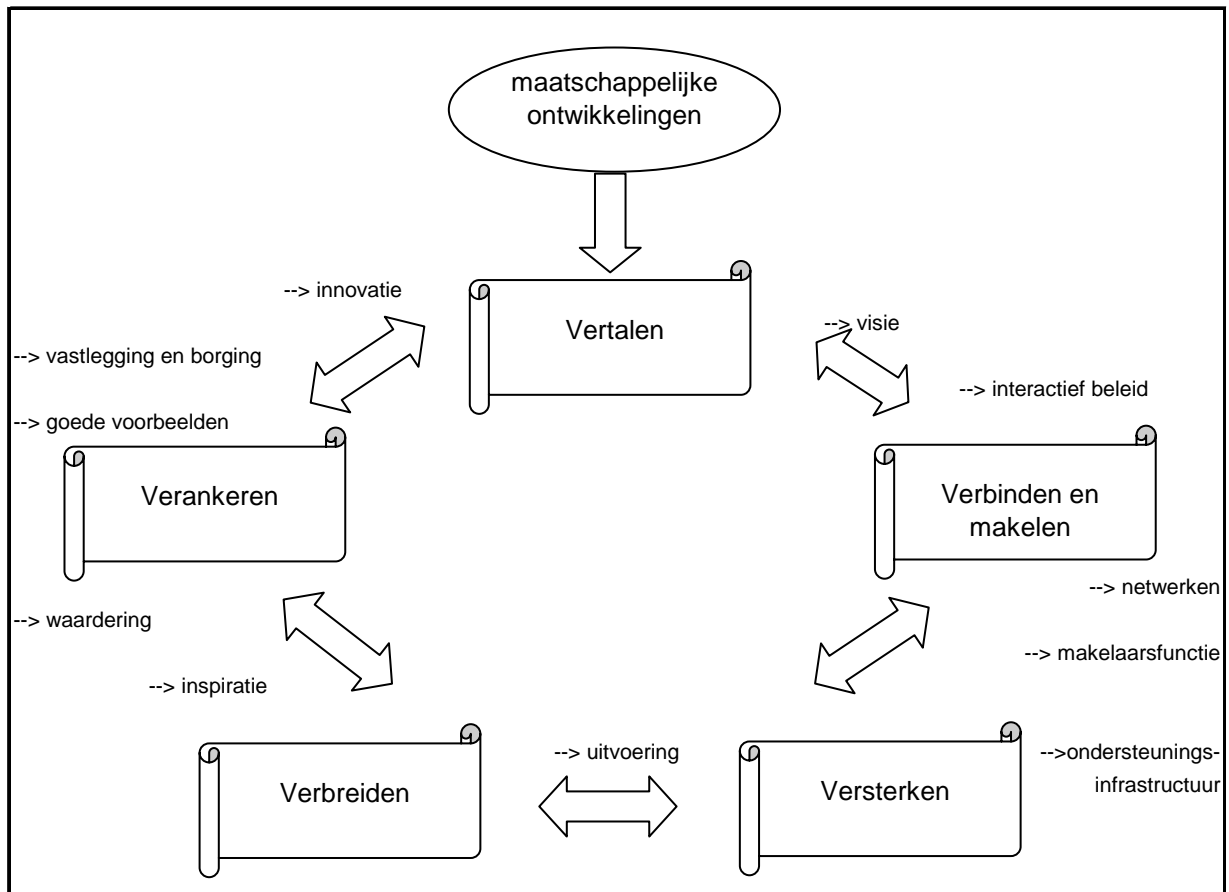 maatschappelijke
ontwikkelingen
--> innovatie
Vertalen
--> visie
--> vastlegging en borging
--> interactief beleid
--> goede voorbeelden
Verankeren
Verbinden en
makelen
--> netwerken
--> waardering
--> makelaarsfunctie
--> inspiratie
--> uitvoering
-->ondersteunings-
infrastructuur
Verbreiden
Versterken